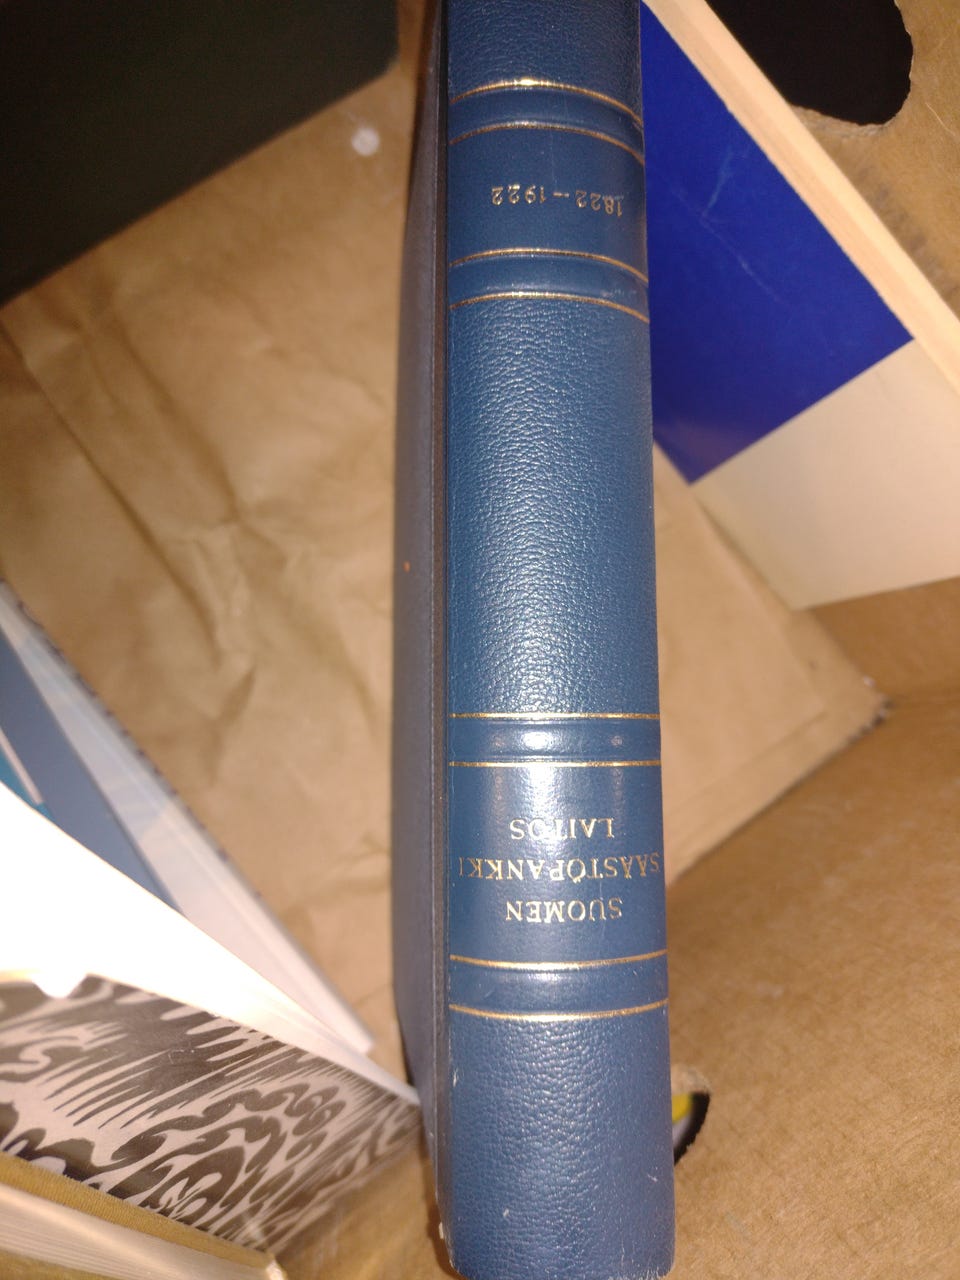 SUOMEN
SÄÄSTÖPANKKI
LAITOS
1822–1922